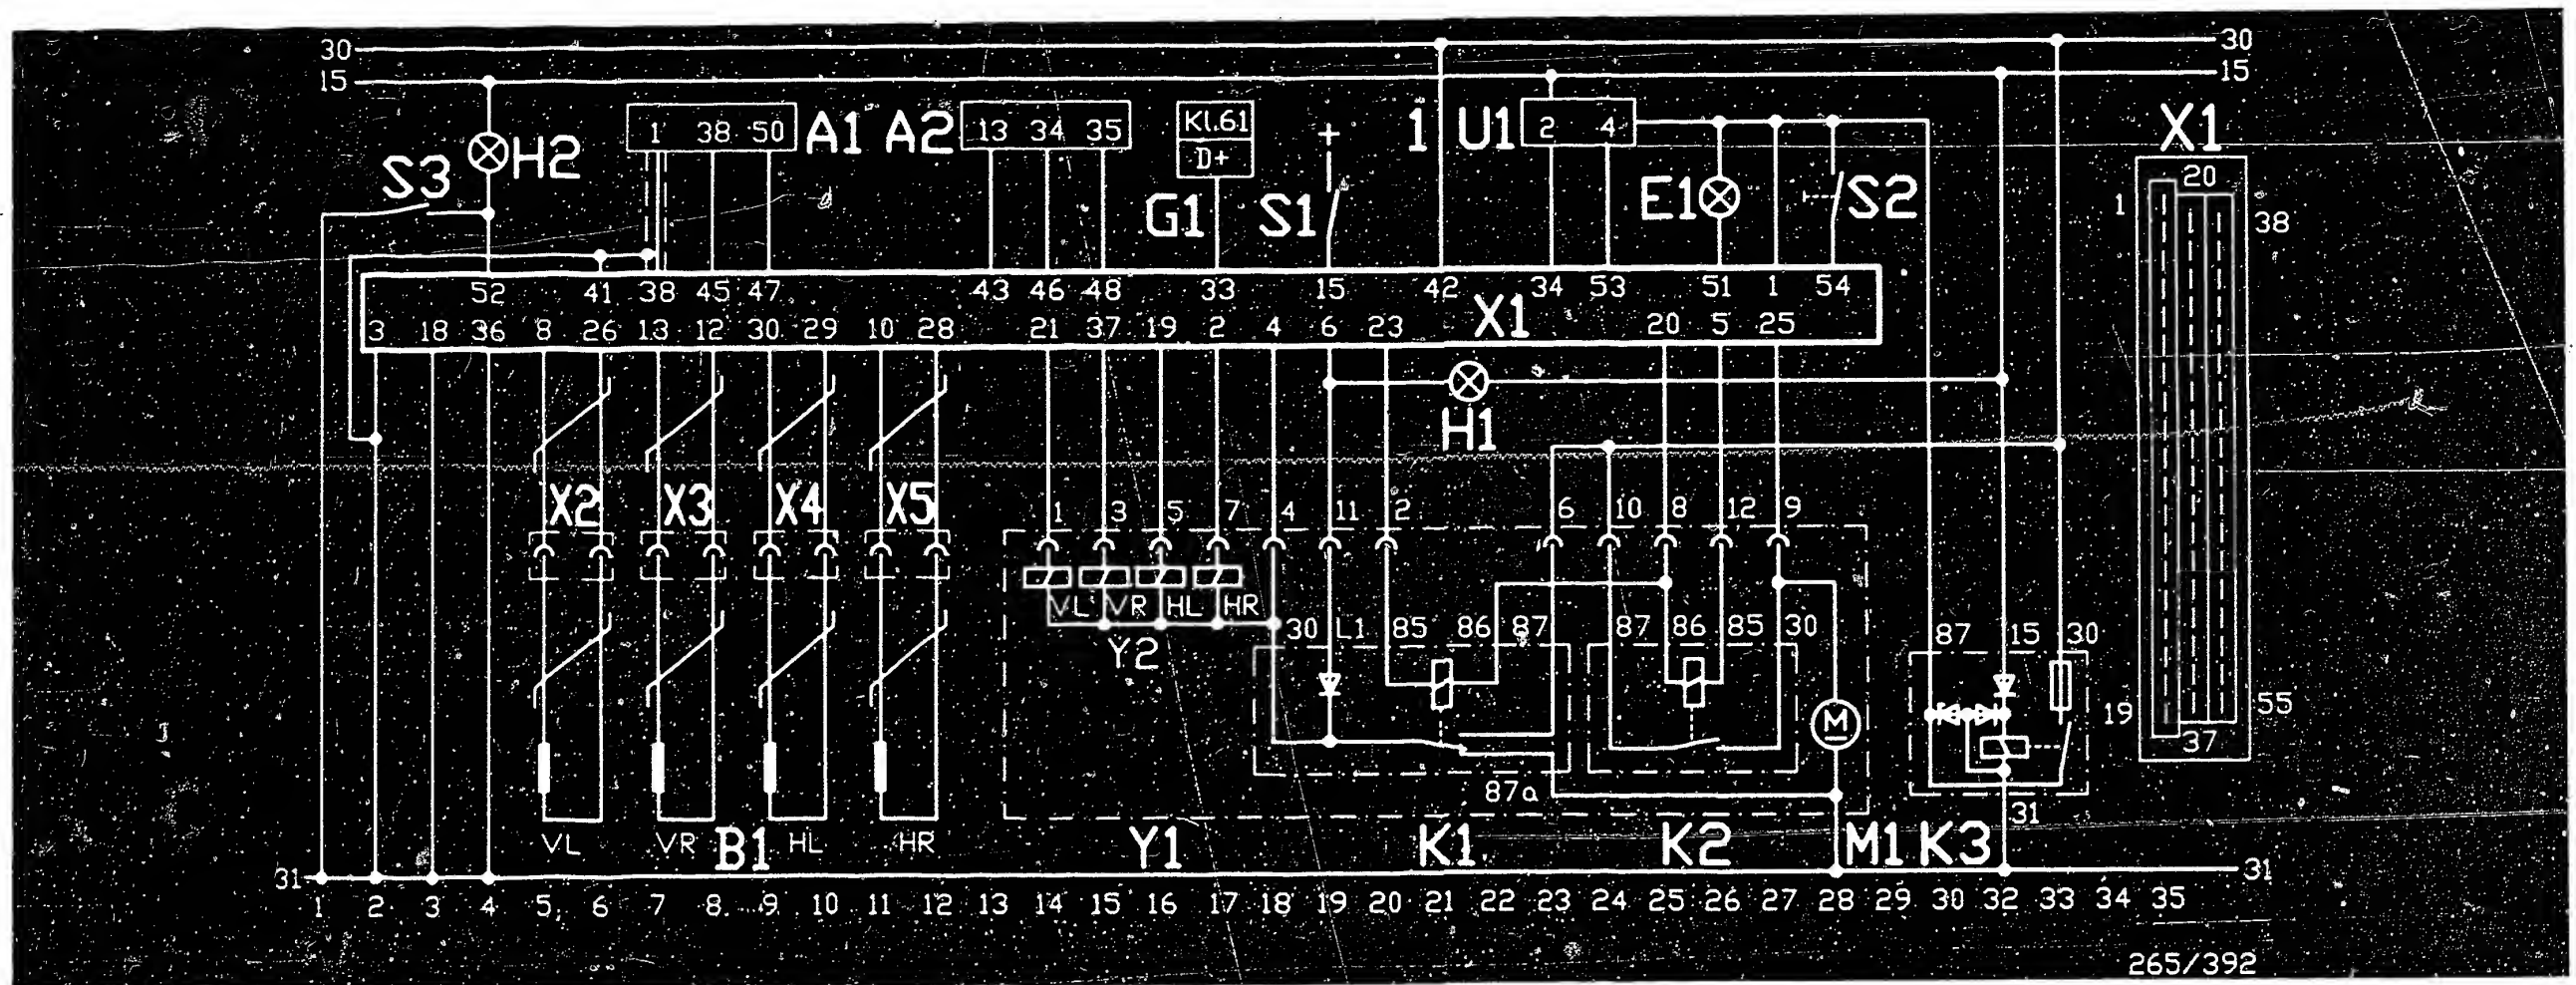 30 30
15 15
1 38 50 A1 A2 13 34 35 Kl.61 + 1 U1 2 4 X1
D+
S3 H2 G1 S1 E1 S2 1 20 38
52 41 38 45 47 43 46 48 33 15 42 34 53 51 1 54
3 18 36 8 26 13 12 30 29 10 28 21 37 19 2 4 6 23 X1 20 5 25
H1
X2 X3 X4 X5 1 3 5 7 4 11 2 6 10 8 12 9
VL VR HL HR 30 L1 85 86 87 87 86 85 30 87 15 30
Y2
M 19 37 55
87a 31
VL VR B1 HL HR Y1 K1 K2 M1 K3
31 31
1 2 3 4 5 6 7 8 9 10 11 12 13 14 15 16 17 18 19 20 21 22 23 24 25 26 27 28 29 30 32 33 34 35
265/392